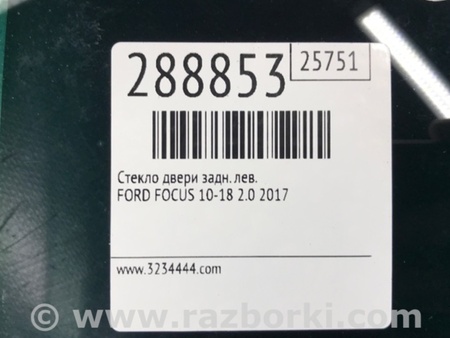 288853
25751
Стекло двери задн. лев.
FORD FOCUS 10-18 2.0 2017
www.3234444.com
© www.razborki.com